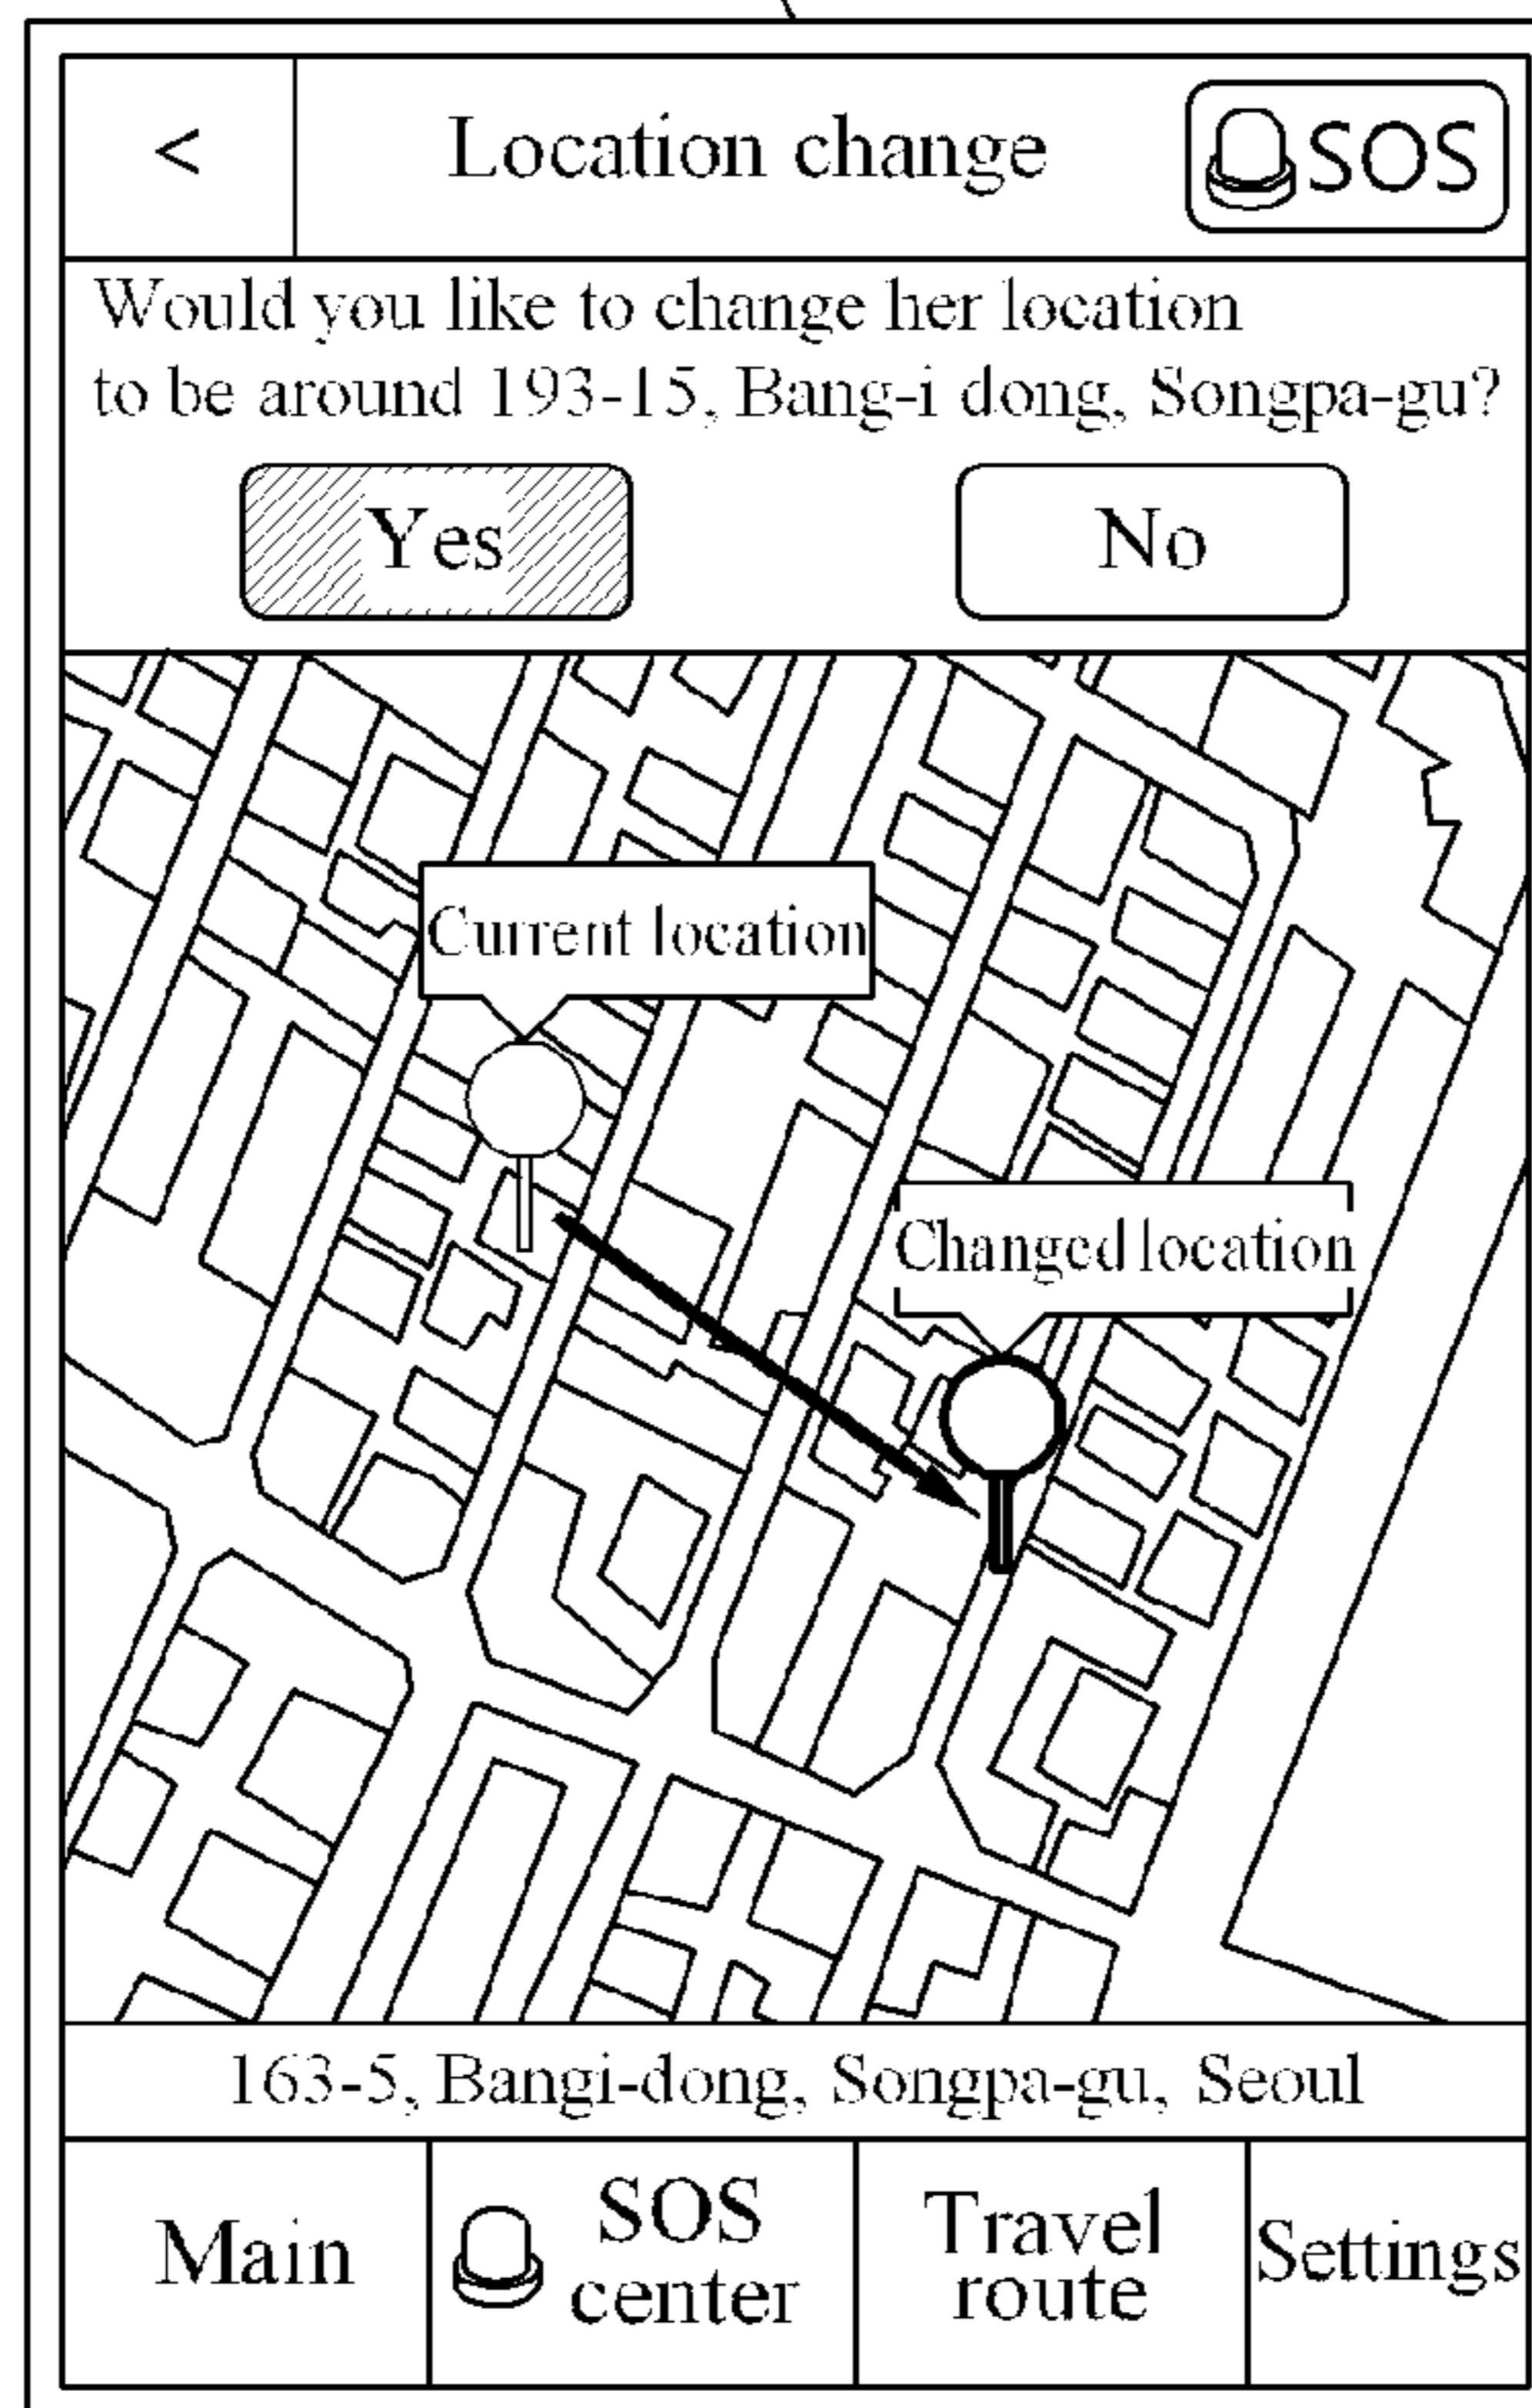 < Location change SOS
Would you like to change her location
to be around 193-15, Bang-i dong, Songpa-gu?
Yes No
Current location
Changed location
163-5, Bangi-dong, Songpa-gu, Seoul
Main
SOS
center
Travel
route
Settings